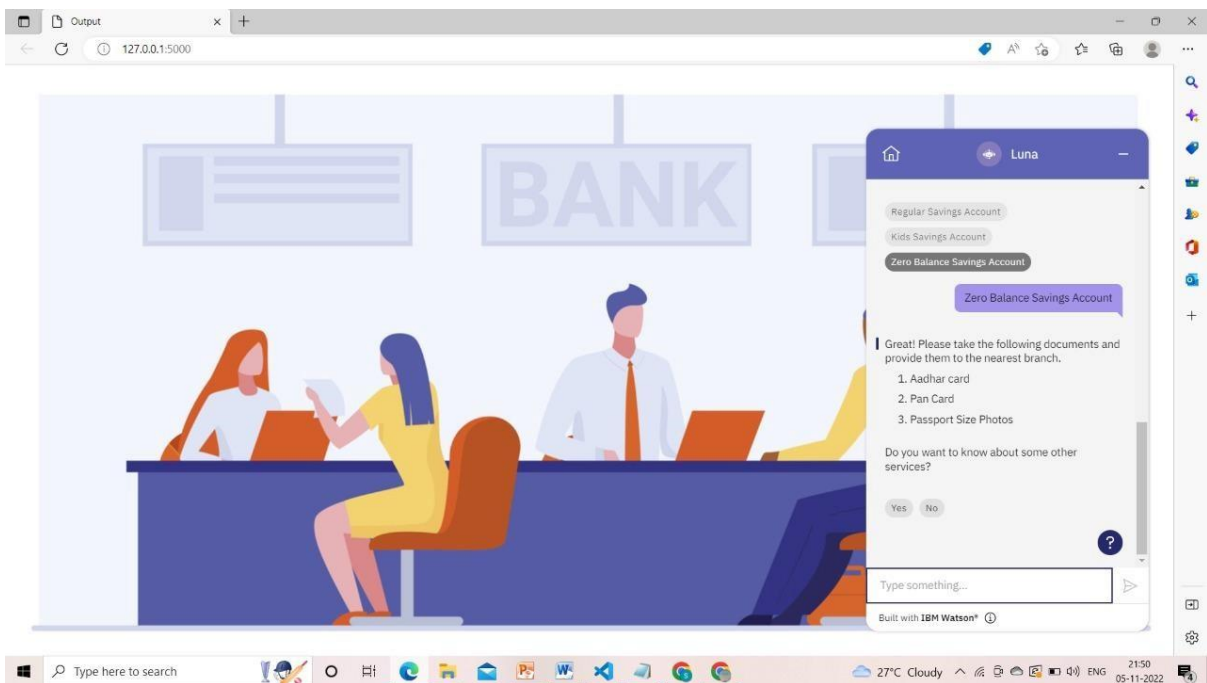 Output
127.0.0.1:5000
BANK
Luna
Regular Savings Account
Kids Savings Account
Zero Balance Savings Account
Zero Balance Savings Account
Great! Please take the following documents and
provide them to the nearest branch.
1. Aadhar card
2. Pan Card
3. Passport Size Photos
Do you want to know about some other
services?
Yes No
?
Type something...
Built with IBM Watson®
Type here to search
27°C Cloudy
ENG
21:50
05-11-2022
4